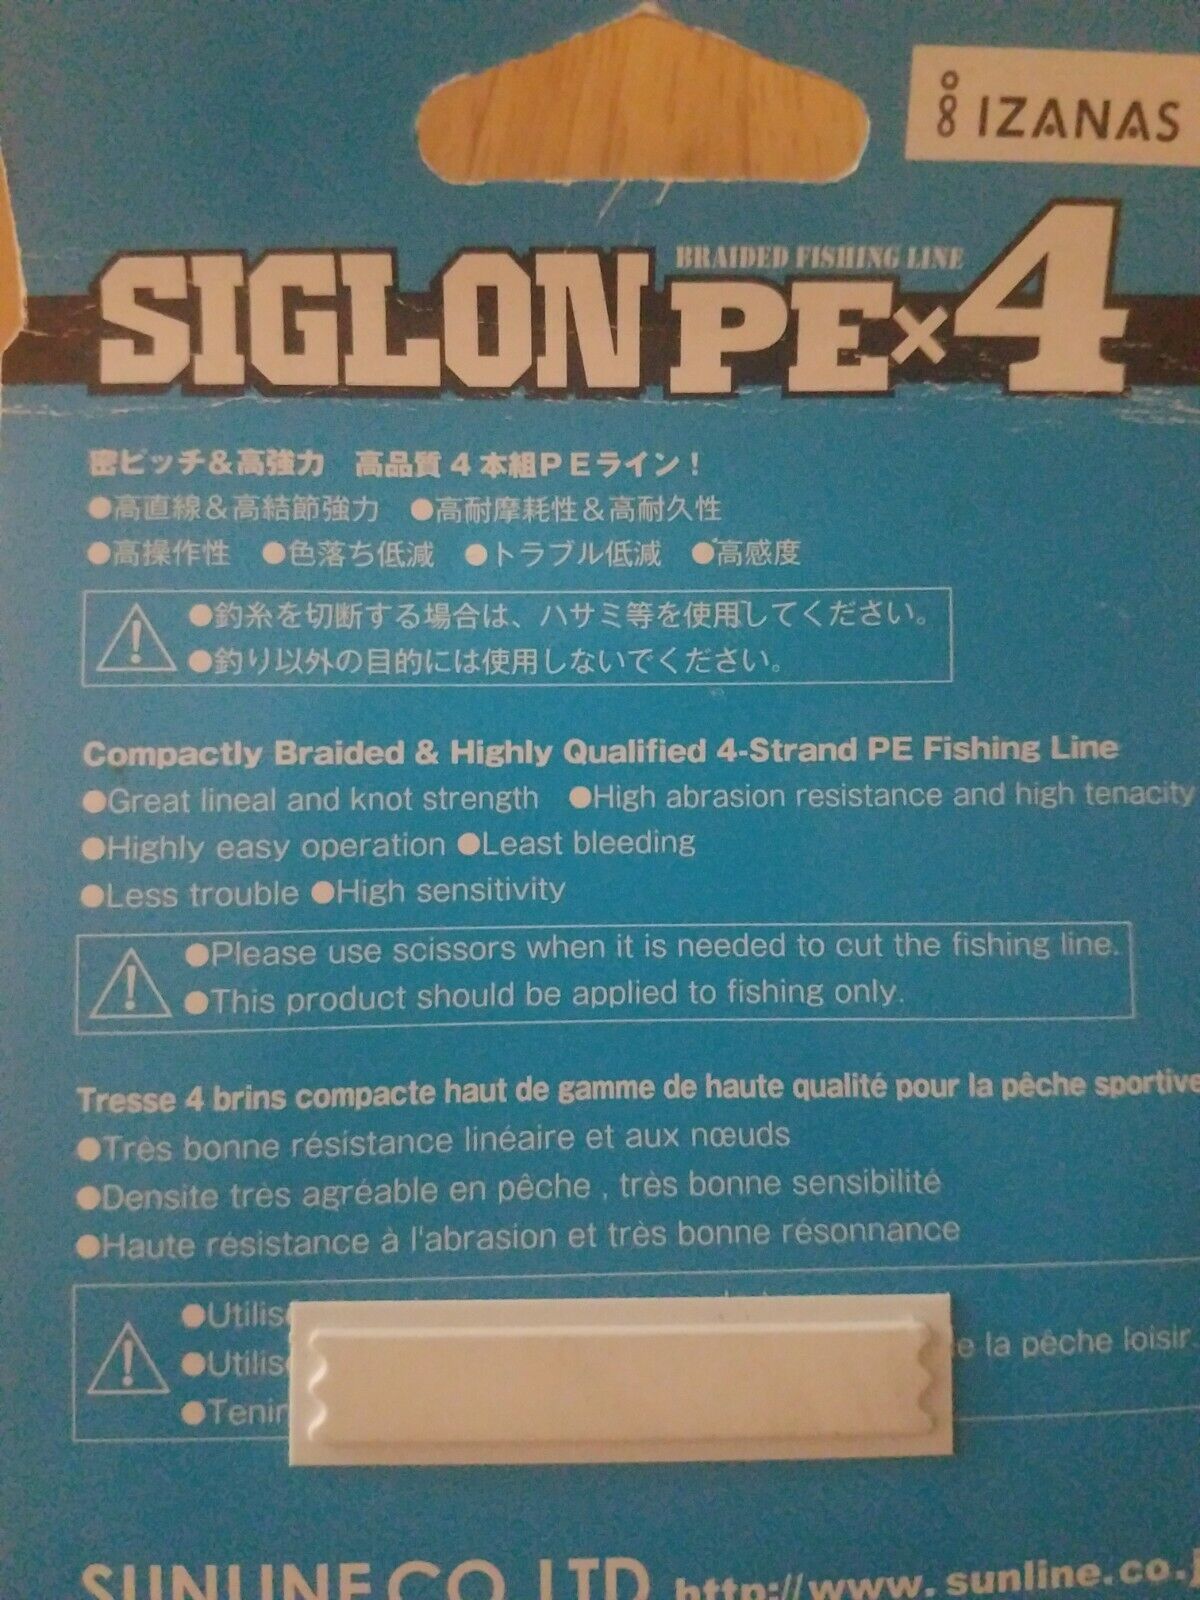 IZANAS
BRAIDED FISHING LINE
SIGLON PE×4
密ピッチ&高強力　高品質4本組PEライン！
●高直線&高結節強力　●高耐摩耗性&高耐久性
●高操作性　●色落ち低減　●トラブル低減　●高感度
●釣糸を切断する場合は、ハサミ等を使用してください。
●釣り以外の目的には使用しないでください。
Compactly Braided & Highly Qualified 4-Strand PE Fishing Line
●Great lineal and knot strength ●High abrasion resistance and high tenacity
●Highly easy operation ●Least bleeding
●Less trouble ●High sensitivity
●Please use scissors when it is needed to cut the fishing line.
●This product should be applied to fishing only.
Tresse 4 brins compacte haut de gamme de haute qualité pour la pêche sportive
●Très bonne résistance linéaire et aux nœuds
●Densite très agréable en pêche , très bonne sensibilité
●Haute résistance à l'abrasion et très bonne résonnance
la pêche loisir
SUNLINE CO. LTD http://www.sunline.co.j